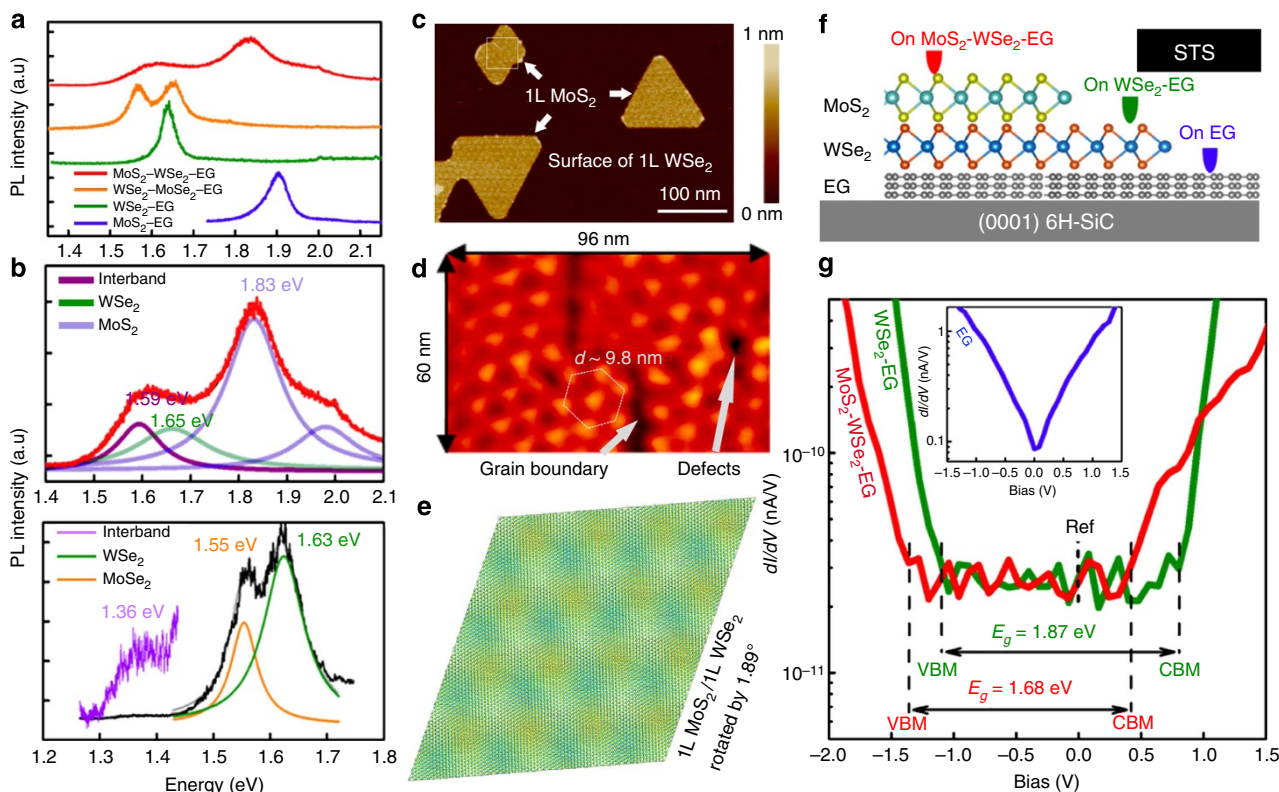 a
PL intensity (a.u)
MoS₂–WSe₂–EG
WSe₂–MoSe₂–EG
WSe₂–EG
MoS₂–EG
1.4 1.5 1.6 1.7 1.8 1.9 2.0 2.1
b
PL intensity (a.u)
Interband
WSe₂
MoS₂
1.83 eV
1.59 eV
1.65 eV
1.4 1.5 1.6 1.7 1.8 1.9 2.0 2.1
Interband
WSe₂
MoSe₂
1.55 eV
1.63 eV
1.36 eV
1.2 1.3 1.4 1.5 1.6 1.7 1.8
Energy (eV)
c
1L MoS₂
Surface of 1L WSe₂
100 nm
1 nm
0 nm
96 nm
d
60 nm
d ~ 9.8 nm
Grain boundary
Defects
e
1L MoS₂/1L WSe₂
rotated by 1.89°
f
On MoS₂-WSe₂-EG
STS
On WSe₂-EG
MoS₂
On EG
WSe₂
EG
(0001) 6H-SiC
g
dI/dV (nA/V)
10⁻¹⁰
10⁻¹¹
MoS₂-WSe₂-EG
WSe₂-EG
EG
dI/dV (nA/V)
1
0.1
−1.5 −1.0 −0.5 0.0 0.5 1.0 1.5
Bias (V)
Ref
E𝑔 = 1.87 eV
VBM
CBM
E𝑔 = 1.68 eV
VBM
CBM
−2.0 −1.5 −1.0 −0.5 0.0 0.5 1.0 1.5
Bias (V)